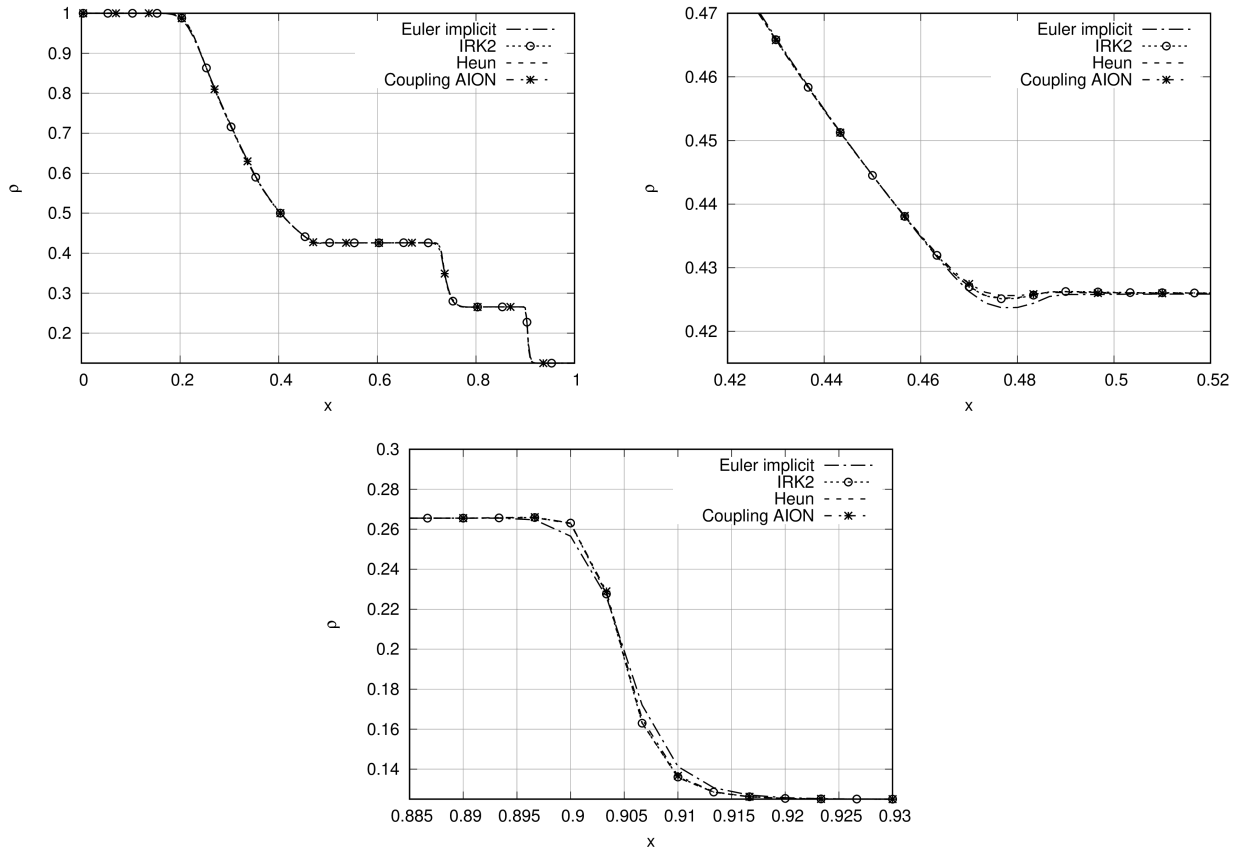 1
0.9
0.8
0.7
0.6
0.5
0.4
0.3
0.2
ρ
0 0.2 0.4 0.6 0.8 1
x
Euler implicit
IRK2
Heun
Coupling AION
0.47
0.46
0.45
0.44
0.43
0.42
ρ
0.42 0.44 0.46 0.48 0.5 0.52
x
Euler implicit
IRK2
Heun
Coupling AION
0.3
0.28
0.26
0.24
0.22
0.2
0.18
0.16
0.14
ρ
0.885 0.89 0.895 0.9 0.905 0.91 0.915 0.92 0.925 0.93
x
Euler implicit
IRK2
Heun
Coupling AION